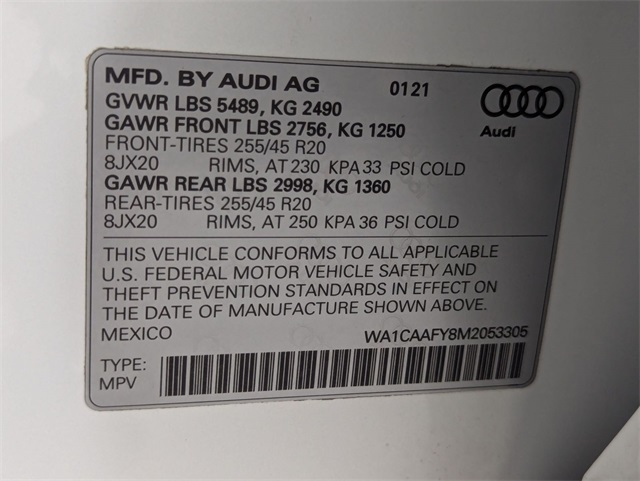 MFD. BY AUDI AG 0121
GVWR LBS 5489, KG 2490
GAWR FRONT LBS 2756, KG 1250
Audi
FRONT-TIRES 255/45 R20
8JX20 RIMS, AT 230 KPA 33 PSI COLD
GAWR REAR LBS 2998, KG 1360
REAR-TIRES 255/45 R20
8JX20 RIMS, AT 250 KPA 36 PSI COLD
THIS VEHICLE CONFORMS TO ALL APPLICABLE
U.S. FEDERAL MOTOR VEHICLE SAFETY AND
THEFT PREVENTION STANDARDS IN EFFECT ON
THE DATE OF MANUFACTURE SHOWN ABOVE.
MEXICO WA1CAAFY8M2053305
TYPE:
MPV